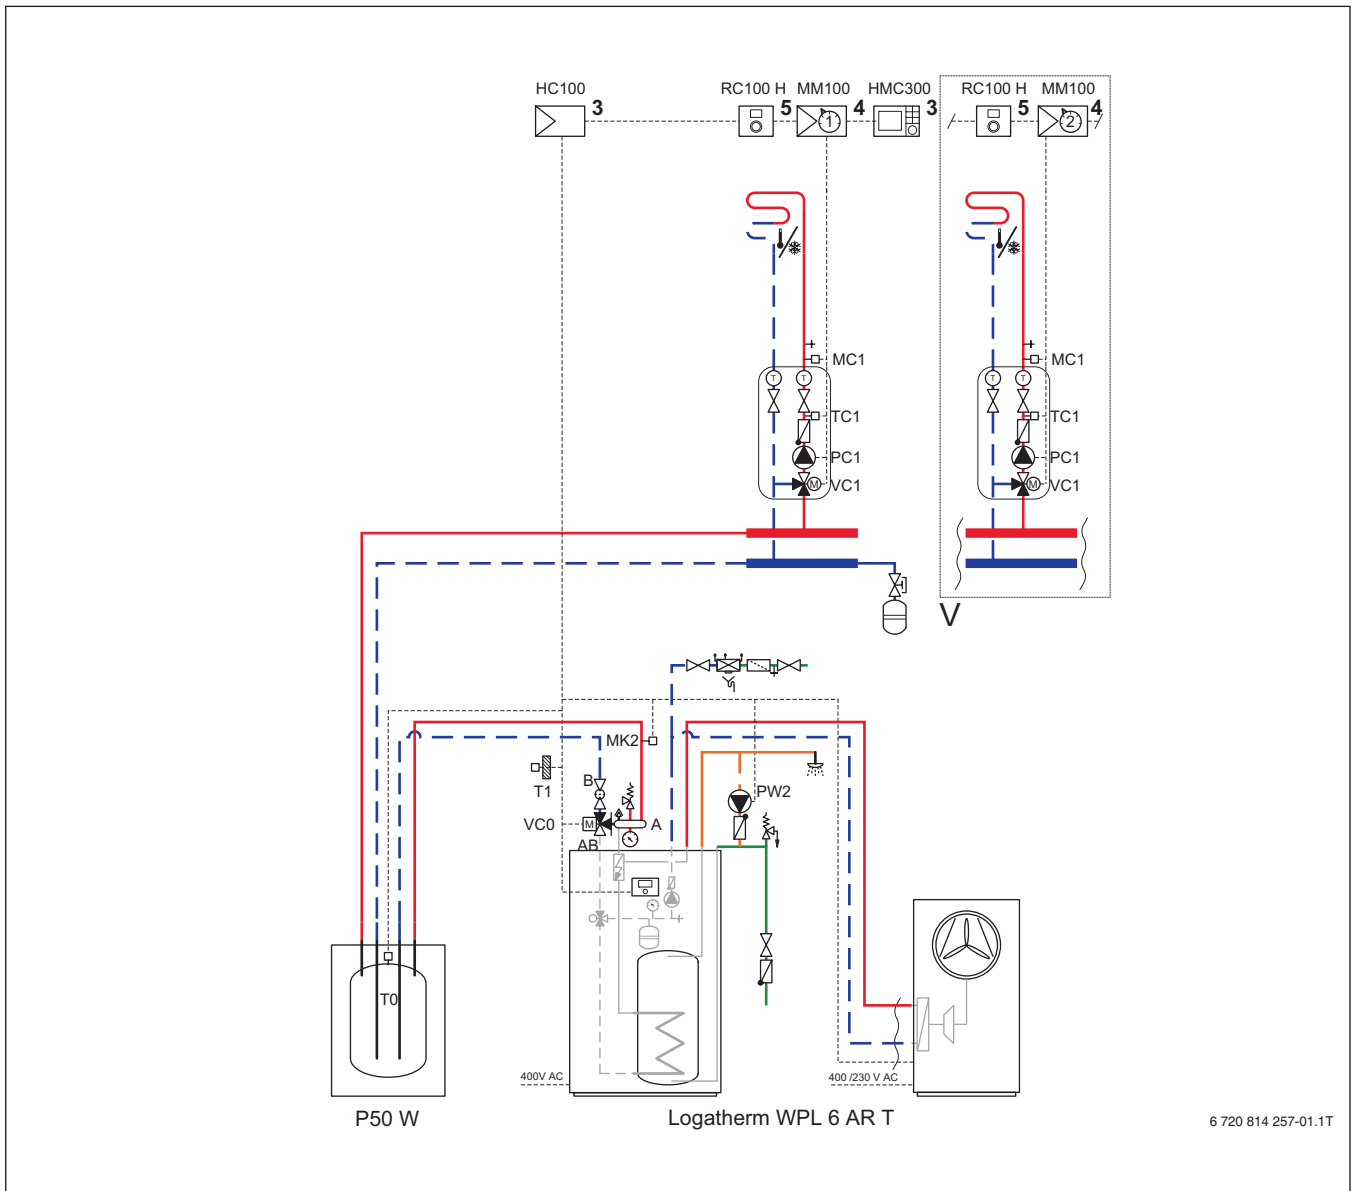 HC100
3
RC100 H
5
MM100
4
HMC300
3
RC100 H
5
MM100
4
1
2
MC1
MC1
T
T
T
T
TC1
TC1
PC1
PC1
M
VC1
M
VC1
V
MK2
T1
B
PW2
VC0
M
A
AB
T0
400V AC
400 /230 V AC
P50 W
Logatherm WPL 6 AR T
6 720 814 257-01.1T